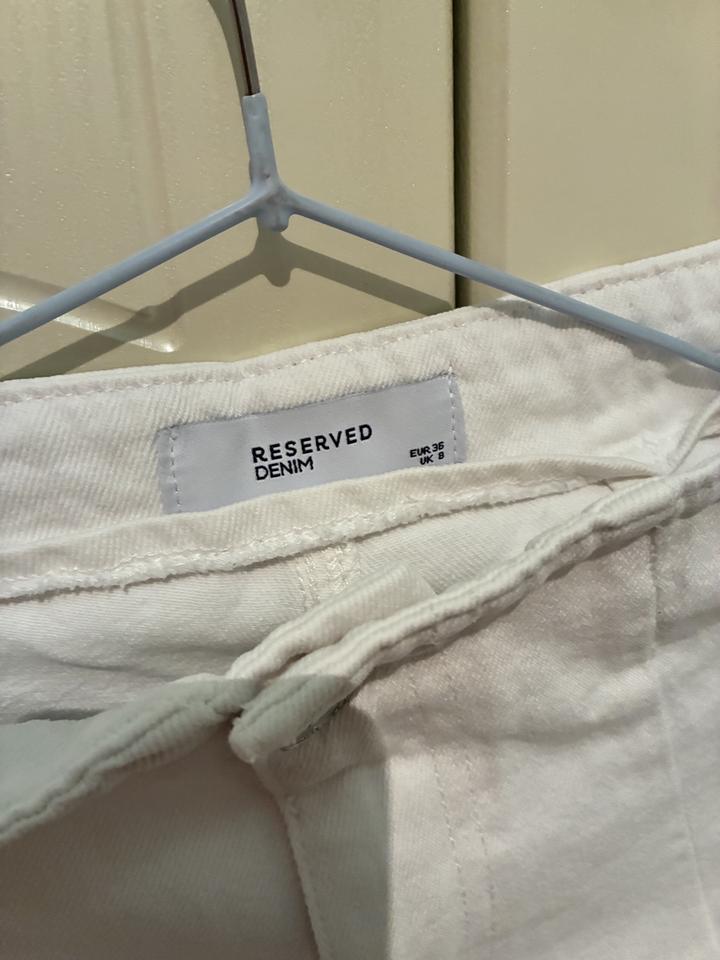 RESERVED
DENIM
EUR 36
UK 8